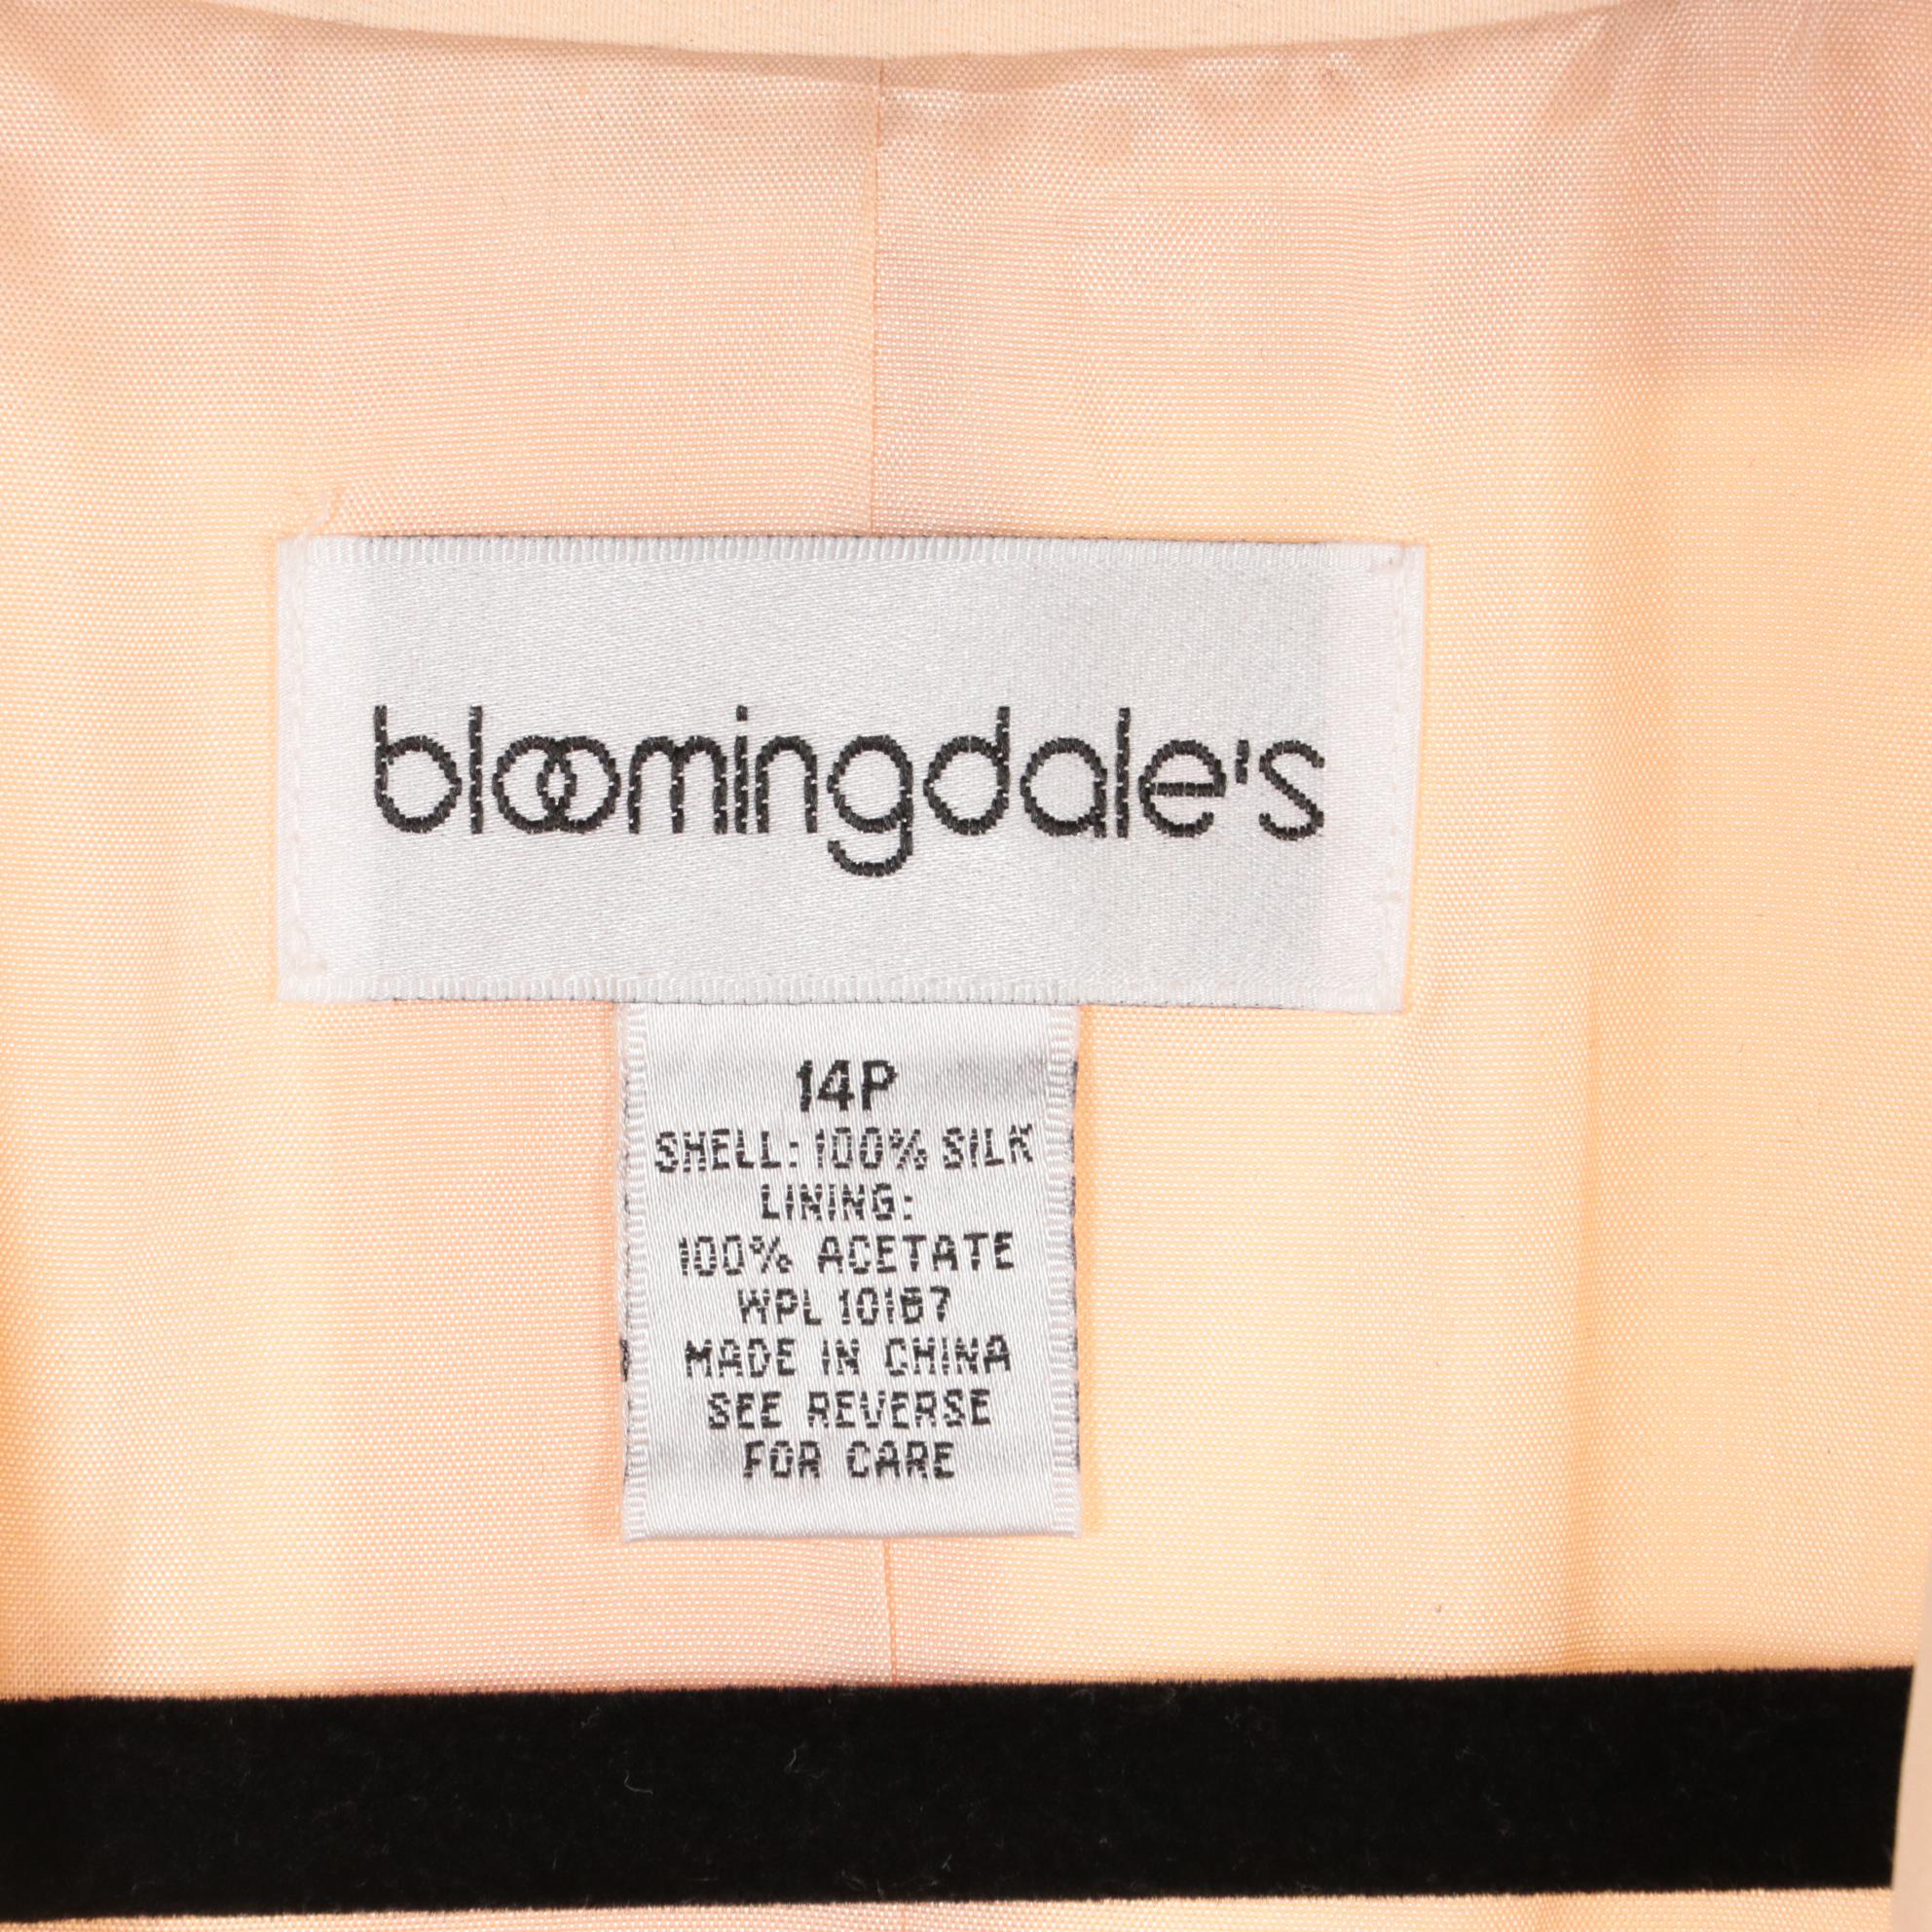 bloomingdale's
14P
SHELL: 100% SILK
LINING:
100% ACETATE
WPL 10167
MADE IN CHINA
SEE REVERSE
FOR CARE